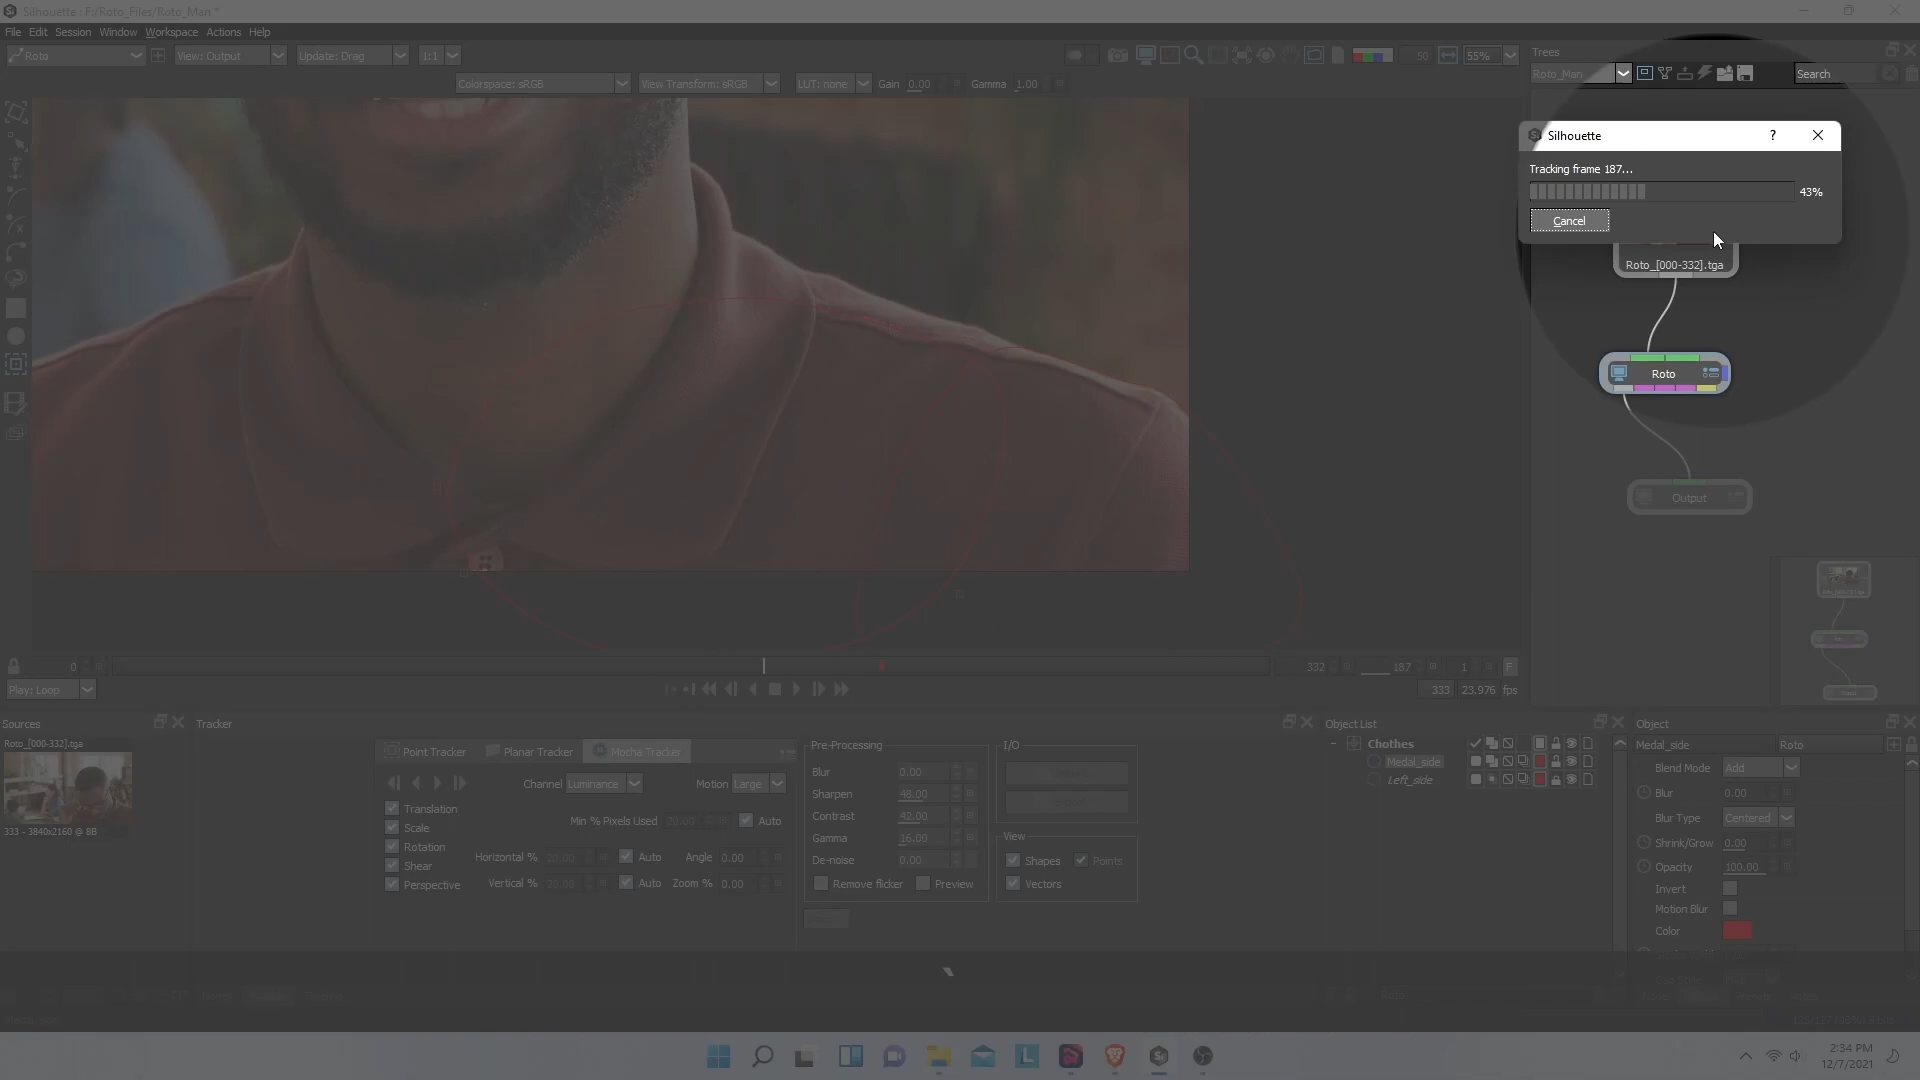 Silhouette : F:/Roto_Files/Roto_Man *
File Edit Session Window Workspace Actions Help
Roto
View: Output
Update: Drag
1:1
50
55%
Colorspace: sRGB
View Transform: sRGB
LUT: none
Gain 0.00
Gamma 1.00
Trees
Roto_Man
Search
Silhouette
?
Tracking frame 187...
43%
Cancel
Roto_[000-332].tga
Roto
Output
0
332
187
1
F
Play: Loop
333
23.976 fps
Sources
Roto_[000-332].tga
333 - 3840x2160 @ 8B
Tracker
Point Tracker
Planar Tracker
Mocha Tracker
Channel Luminance
Motion Large
Translation
Scale
Rotation
Shear
Perspective
Min % Pixels Used 20.00 Auto
Horizontal % 20.00 Auto Angle 0.00
Vertical % 20.00 Auto Zoom % 0.00
Pre-Processing
Blur 0.00
Sharpen 48.00
Contrast 42.00
Gamma 16.00
De-noise 0.00
Remove flicker Preview
I/O
View
Shapes Points
Vectors
Object List
Chothes
Medal_side
Left_side
Object
Medal_side Roto
Blend Mode Add
Blur 0.00
Blur Type Centered
Shrink/Grow 0.00
Opacity 100.00
Invert
Motion Blur
Color
2:34 PM
12/7/2021